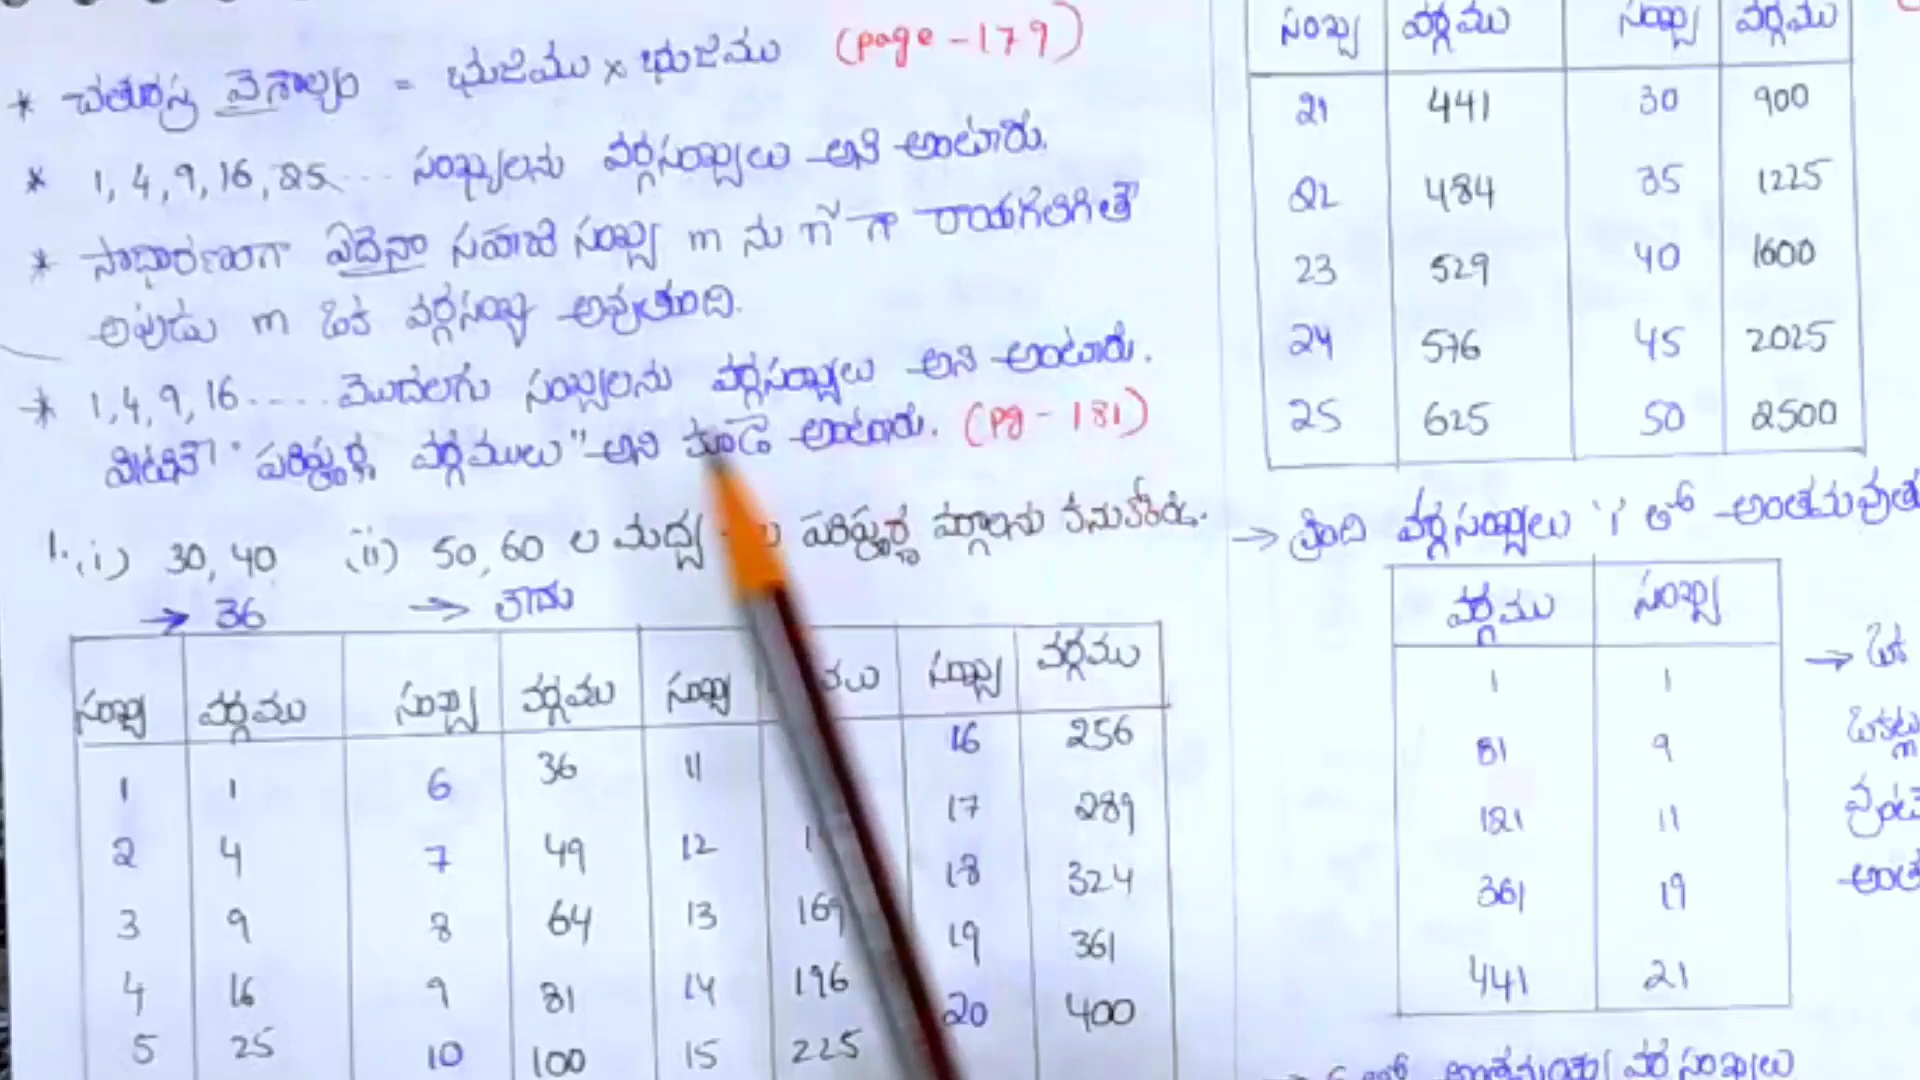 * చతురస్ర వైశాల్యం = భుజము x భుజము (page - 179)
* 1, 4, 9, 16, 25 ... సంఖ్యలను వర్గసంఖ్యలు అని అంటారు.
* సాధారణంగా ఏదైనా సహజ సంఖ్య m ను n² గా రాయగలిగితే
అపుడు m ఒక వర్గసంఖ్య అవుతుంది.
* 1, 4, 9, 16 ..... మొదలగు సంఖ్యలను వర్గసంఖ్యలు అని అంటారు.
వీటినే "పరిపూర్ణ వర్గములు" అని కూడా అంటారు. (pg - 181)
1. (i) 30, 40 (ii) 50, 60 ల మధ్య పరిపూర్ణ వర్గాలను కనుకోండి.
→ 36 → లాదు
సంఖ్య వర్గము సంఖ్య వర్గము సంఖ్య సంఖ్య వర్గము
1 1 6 36 11 16 256
2 4 7 49 12 17 289
3 9 8 64 13 169 18 324
4 16 9 81 14 196 19 361
5 25 10 100 15 225 20 400
సంఖ్య వర్గము సంఖ్య వర్గము
21 441 30 900
22 484 35 1225
23 529 40 1600
24 576 45 2025
25 625 50 2500
→ క్రింది వర్గసంఖ్యలు '1' తో అంతమవుత
వర్గము సంఖ్య
1 1
81 9
121 11
361 19
441 21
→ ఒక